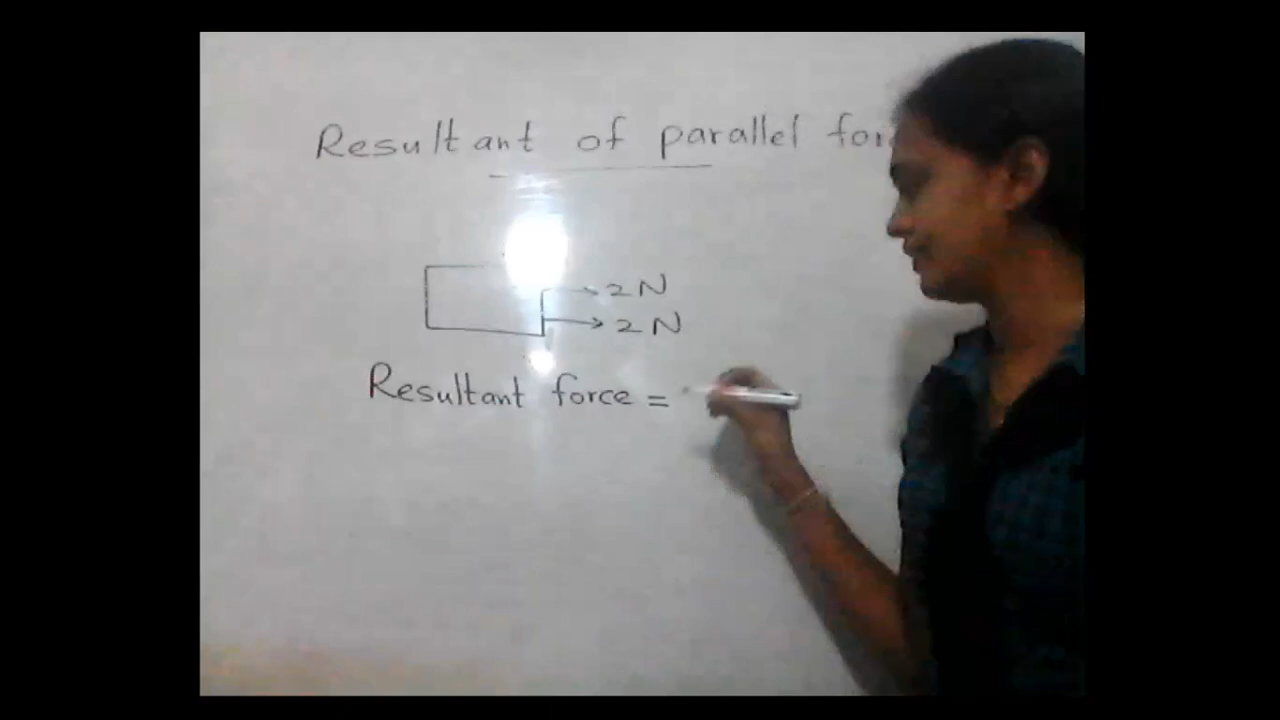 Resultant of parallel for
2N
2N
Resultant force =